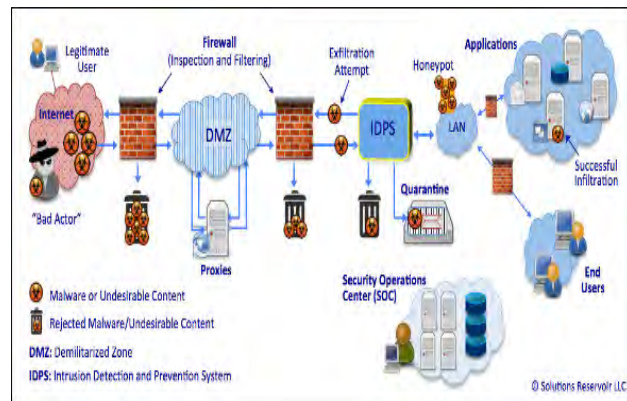 Legitimate
User
Firewall
(Inspection and Filtering)
Exfiltration
Attempt
Honeypot
Applications
Internet
DMZ
IDPS
LAN
Successful
Infiltration
"Bad Actor"
Quarantine
Proxies
End
Users
Security Operations
Center (SOC)
Malware or Undesirable Content
Rejected Malware/Undesirable Content
DMZ: Demilitarized Zone
IDPS: Intrusion Detection and Prevention System
© Solutions Reservoir LLC